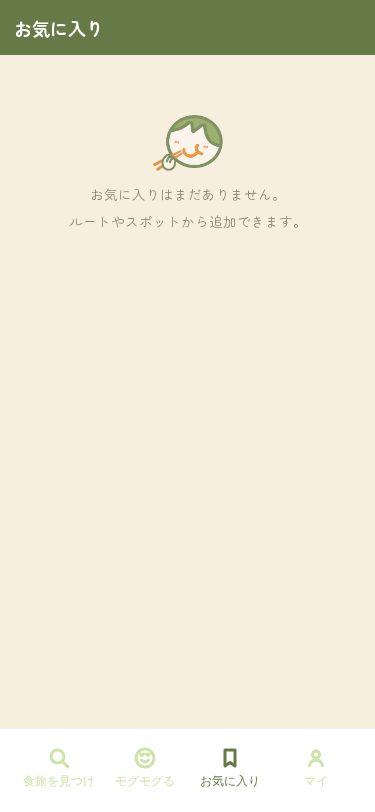 お気に入り
お気に入りはまだありません。
ルートやスポットから追加できます。
食旅を見つけ
モグモグる
お気に入り
マイ